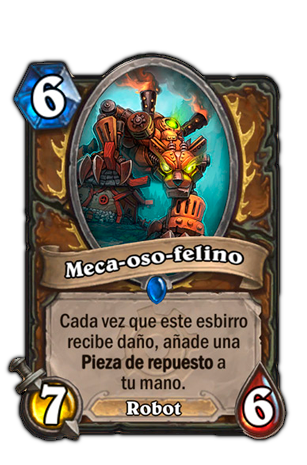 6
Meca-oso-felino
Cada vez que este esbirro
recibe daño, añade una
Pieza de repuesto a
tu mano.
7
Robot
6